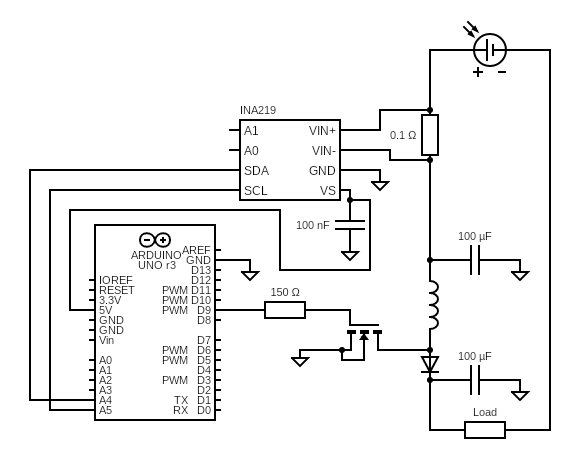 + −
INA219
A1 VIN+
A0 VIN-
SDA GND
SCL VS
0.1 Ω
100 nF
100 µF
ARDUINO
UNO r3
AREF
GND
D13
IOREF D12
RESET PWM D11
3.3V PWM D10
5V PWM D9
GND D8
GND
Vin D7
PWM D6
A0 PWM D5
A1 D4
A2 PWM D3
A3 D2
A4 TX D1
A5 RX D0
150 Ω
100 µF
Load